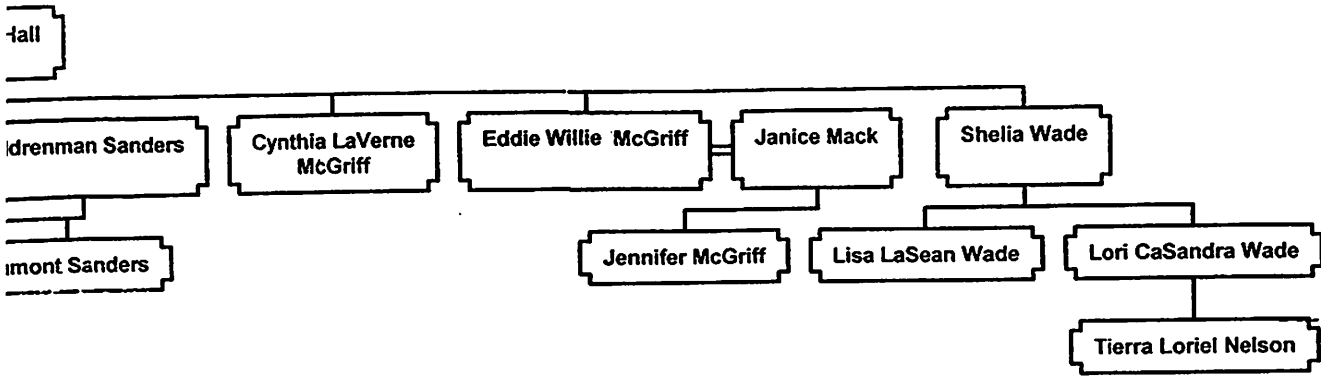 Hall
Sanders
Cynthia LaVerne
McGriff
Eddie Willie McGriff
Janice Mack
Shelia Wade
Sanders
Jennifer McGriff
Lisa LaSean Wade
Lori CaSandra Wade
Tierra Loriel Nelson